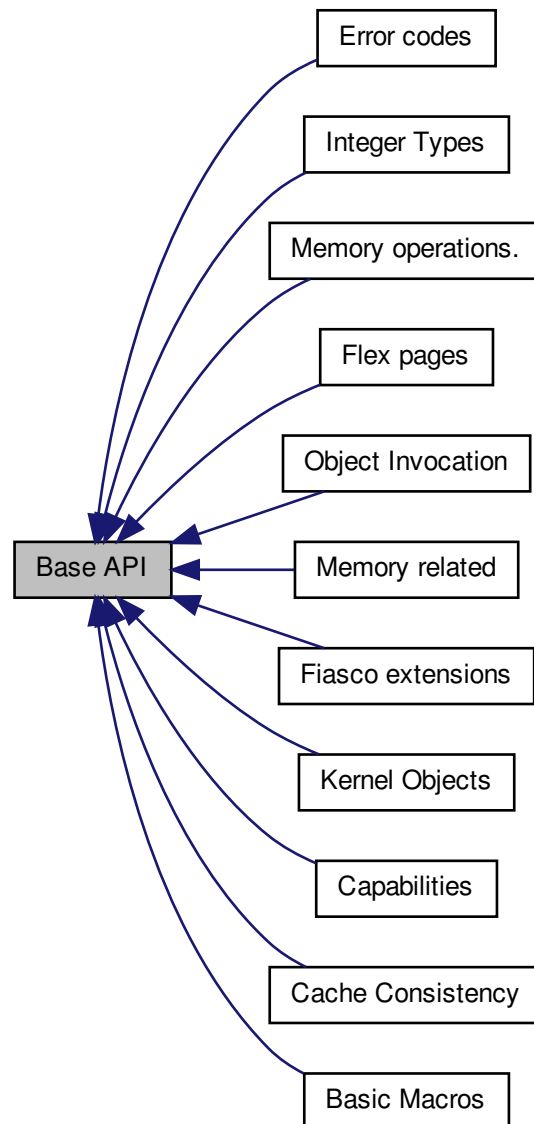 Error codes
Integer Types
Memory operations.
Flex pages
Object Invocation
Base API
Memory related
Fiasco extensions
Kernel Objects
Capabilities
Cache Consistency
Basic Macros